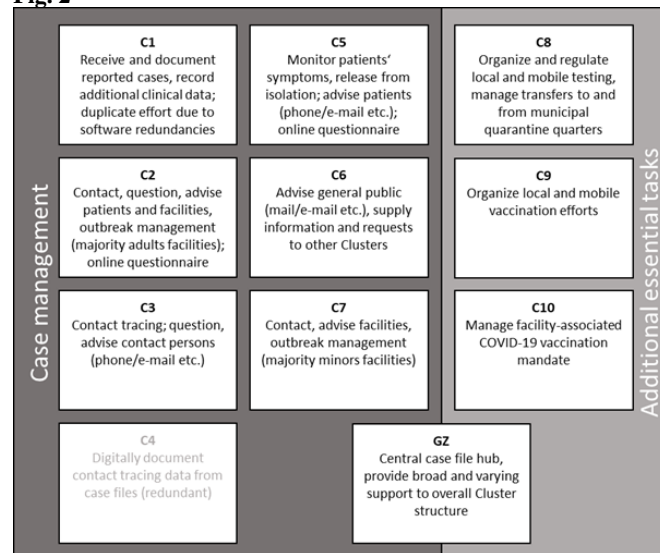 Fig. 2
Case management
C1
Receive and document
reported cases, record
additional clinical data;
duplicate effort due to
software redundancies
C5
Monitor patients‘
symptoms, release from
isolation; advise patients
(phone/e-mail etc.);
online questionnaire
C8
Organize and regulate
local and mobile testing,
manage transfers to and
from municipal
quarantine quarters
C2
Contact, question, advise
patients and facilities,
outbreak management
(majority adults facilities);
online questionnaire
C6
Advise general public
(mail/e-mail etc.), supply
information and requests
to other Clusters
C9
Organize local and mobile
vaccination efforts
C3
Contact tracing; question,
advise contact persons
(phone/e-mail etc.)
C7
Contact, advise facilities,
outbreak management
(majority minors facilities)
C10
Manage facility-associated
COVID-19 vaccination
mandate
C4
Digitally document
contact tracing data from
case files (redundant)
GZ
Central case file hub,
provide broad and varying
support to overall Cluster
structure
Additional essential tasks